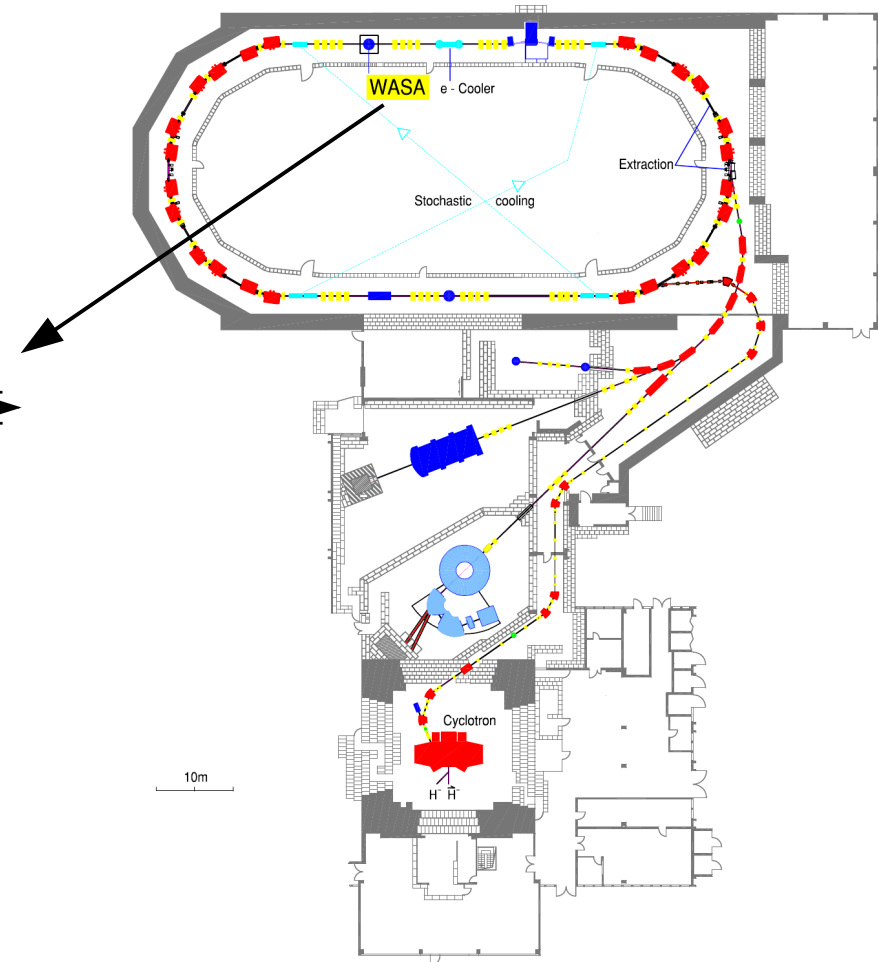 WASA e - Cooler
Extraction
Stochastic cooling
Cyclotron
10m
H⁻ H⃗⁻